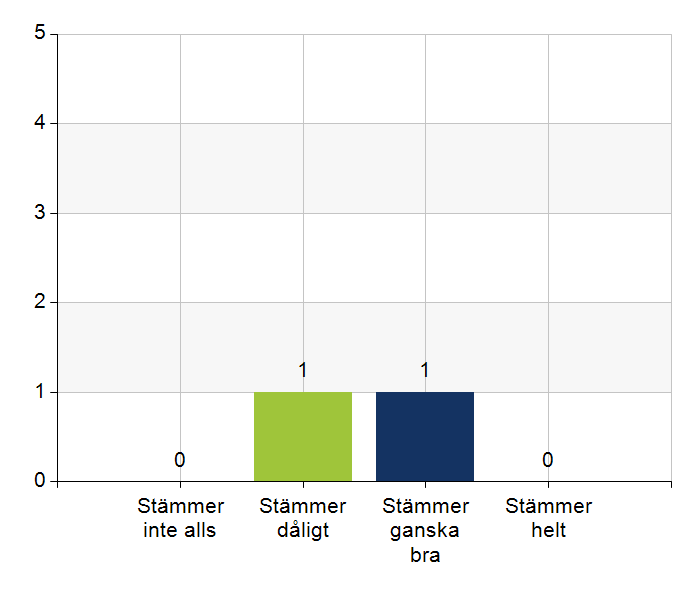 5
4
3
2
1
0
0
1
1
0
Stämmer
inte alls
Stämmer
dåligt
Stämmer
ganska
bra
Stämmer
helt